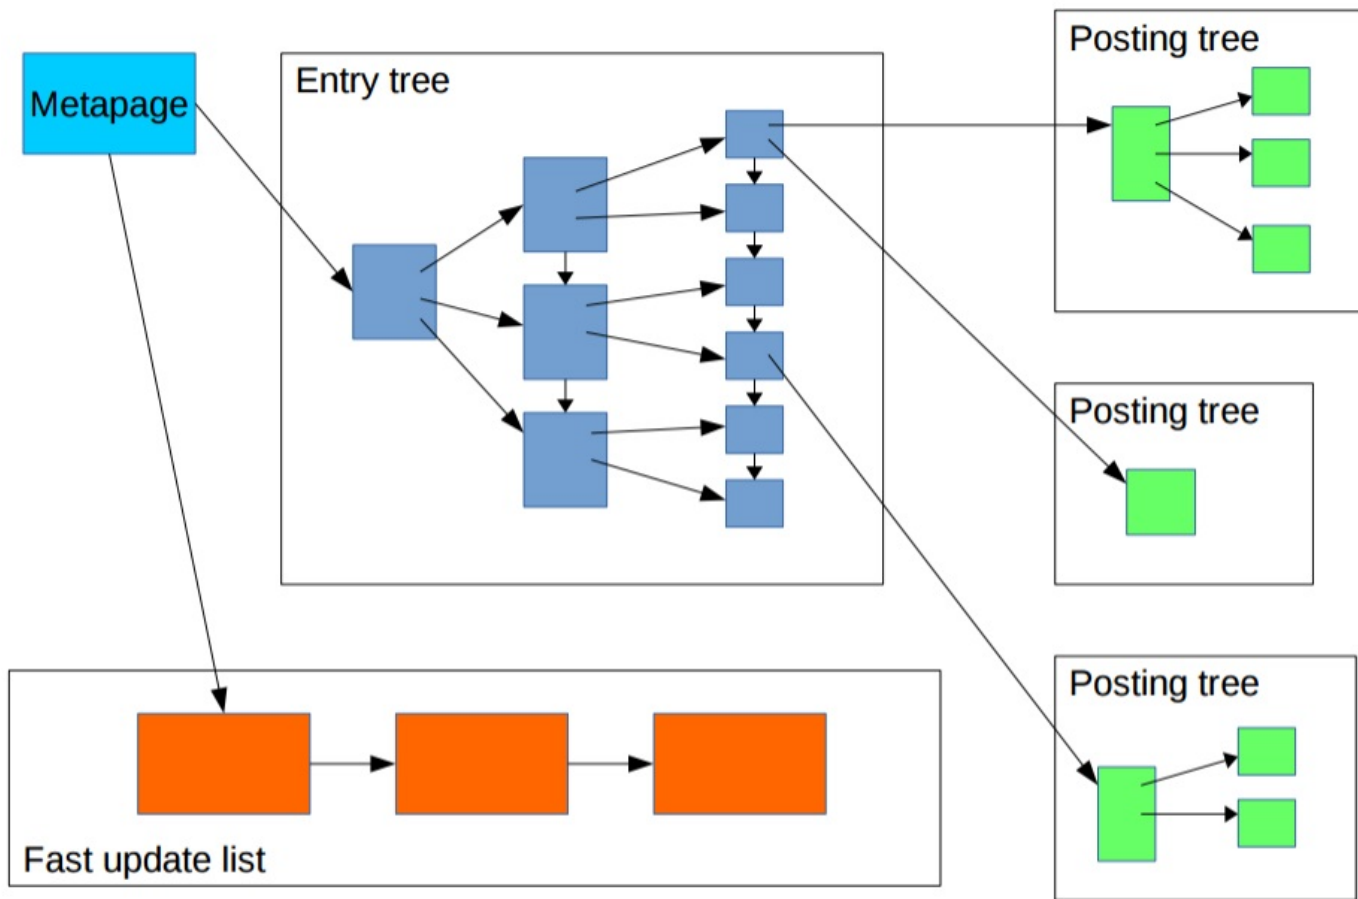 Metapage
Entry tree
Posting tree
Posting tree
Posting tree
Fast update list